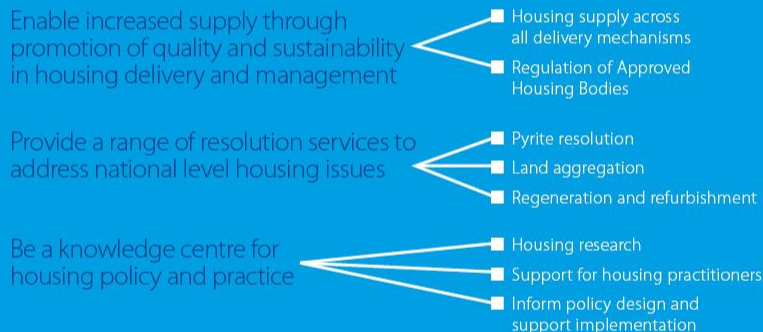 Enable increased supply through
promotion of quality and sustainability
in housing delivery and management
Housing supply across
all delivery mechanisms
Regulation of Approved
Housing Bodies
Provide a range of resolution services to
address national level housing issues
Pyrite resolution
Land aggregation
Regeneration and refurbishment
Be a knowledge centre for
housing policy and practice
Housing research
Support for housing practitioners
Inform policy design and
support implementation